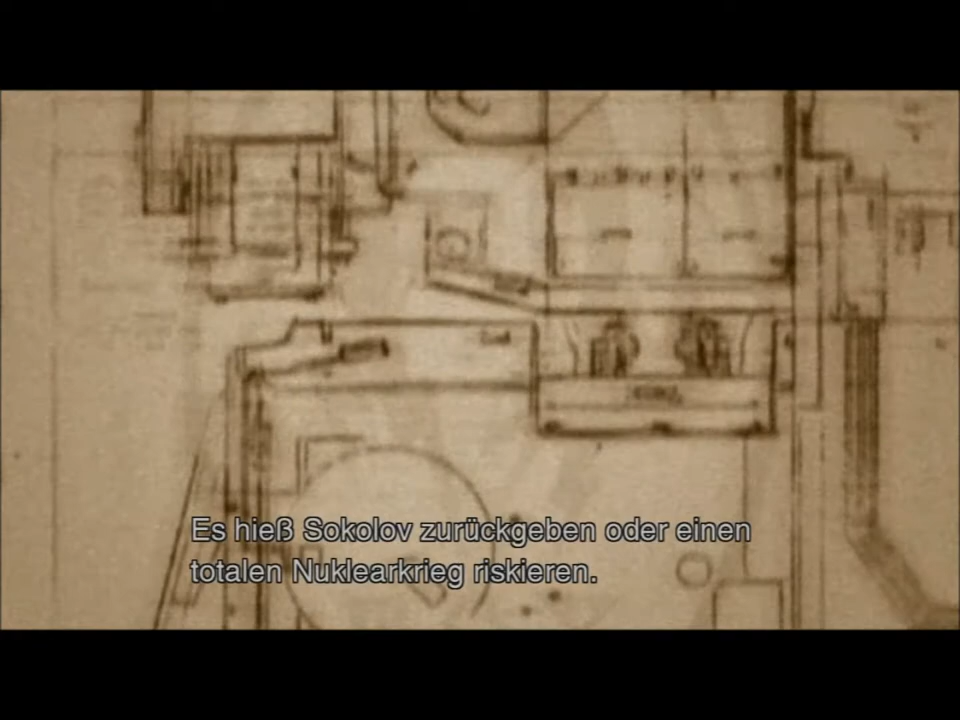 Es hieß Sokolov zurückgeben oder einen
totalen Nuklearkrieg riskieren.